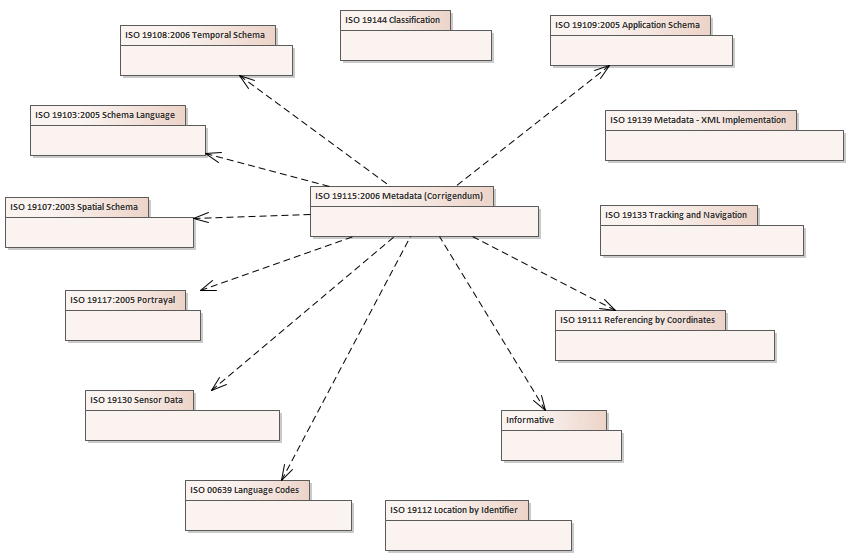 ISO 19144 Classification
ISO 19109:2005 Application Schema
ISO 19108:2006 Temporal Schema
ISO 19103:2005 Schema Language
ISO 19139 Metadata - XML Implementation
ISO 19115:2006 Metadata (Corrigendum)
ISO 19107:2003 Spatial Schema
ISO 19133 Tracking and Navigation
ISO 19117:2005 Portrayal
ISO 19111 Referencing by Coordinates
ISO 19130 Sensor Data
Informative
ISO 00639 Language Codes
ISO 19112 Location by Identifier